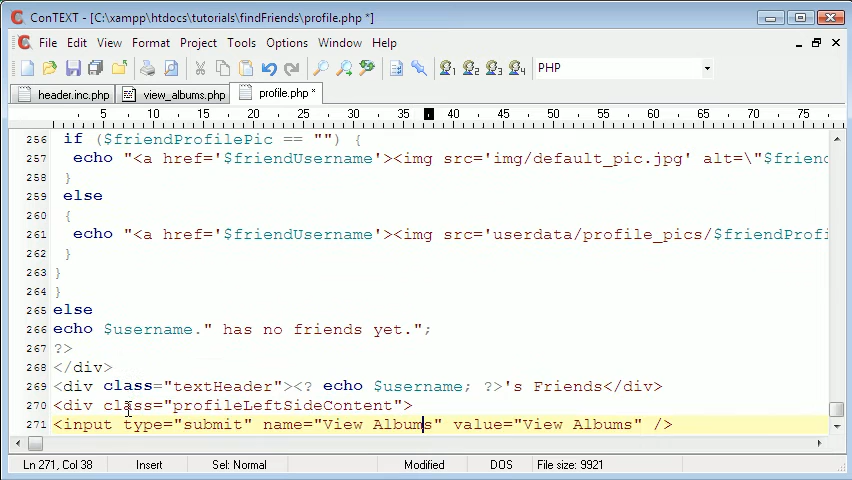 ConTEXT - [C:\xampp\htdocs\tutorials\findFriends\profile.php *]
File Edit View Format Project Tools Options Window Help
1 2 3 4 PHP
header.inc.php view_albums.php profile.php *
5 10 15 20 25 30 35 40 45 50 55 60 65 70 75
256 if ($friendProfilePic == "") {
257 echo "<a href='$friendUsername'><img src='img/default_pic.jpg' alt=\"$friend
258 }
259 else
260 {
261 echo "<a href='$friendUsername'><img src='userdata/profile_pics/$friendProfi
262 }
263 }
264 }
265 else
266 echo $username." has no friends yet.";
267 ?>
268 </div>
269 <div class="textHeader"><? echo $username; ?>'s Friends</div>
270 <div class="profileLeftSideContent">
271 <input type="submit" name="View Albums" value="View Albums" />
Ln 271, Col 38 Insert Sel: Normal Modified DOS File size: 9921